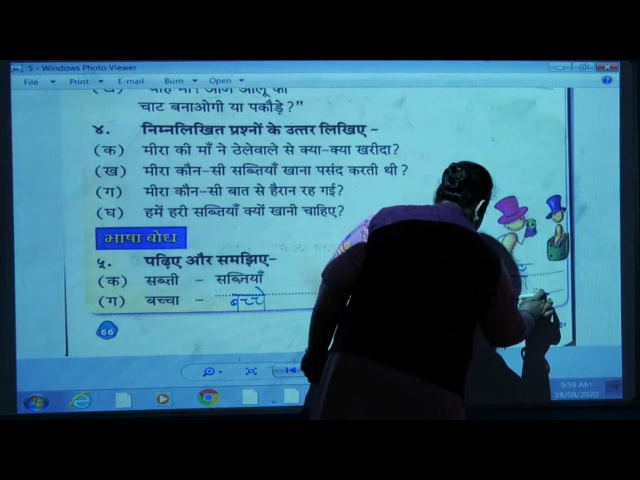 5 - Windows Photo Viewer
File Print E-mail Burn Open
चाट बनाओगी या पकौड़े?"
४. निम्नलिखित प्रश्नों के उत्तर लिखिए -
(क) मीरा की माँ ने ठेलेवाले से क्या-क्या खरीदा?
(ख) मीरा कौन-सी सब्ज़ियाँ खाना पसंद करती थी?
(ग) मीरा कौन-सी बात से हैरान रह गई?
(घ) हमें हरी सब्ज़ियाँ क्यों खानी चाहिए?
भाषा बोध
५. पढ़िए और समझिए-
(क) सब्ज़ी - सब्ज़ियाँ
(ग) बच्चा - बच्चे
66
9:59 AM
18/09/2020